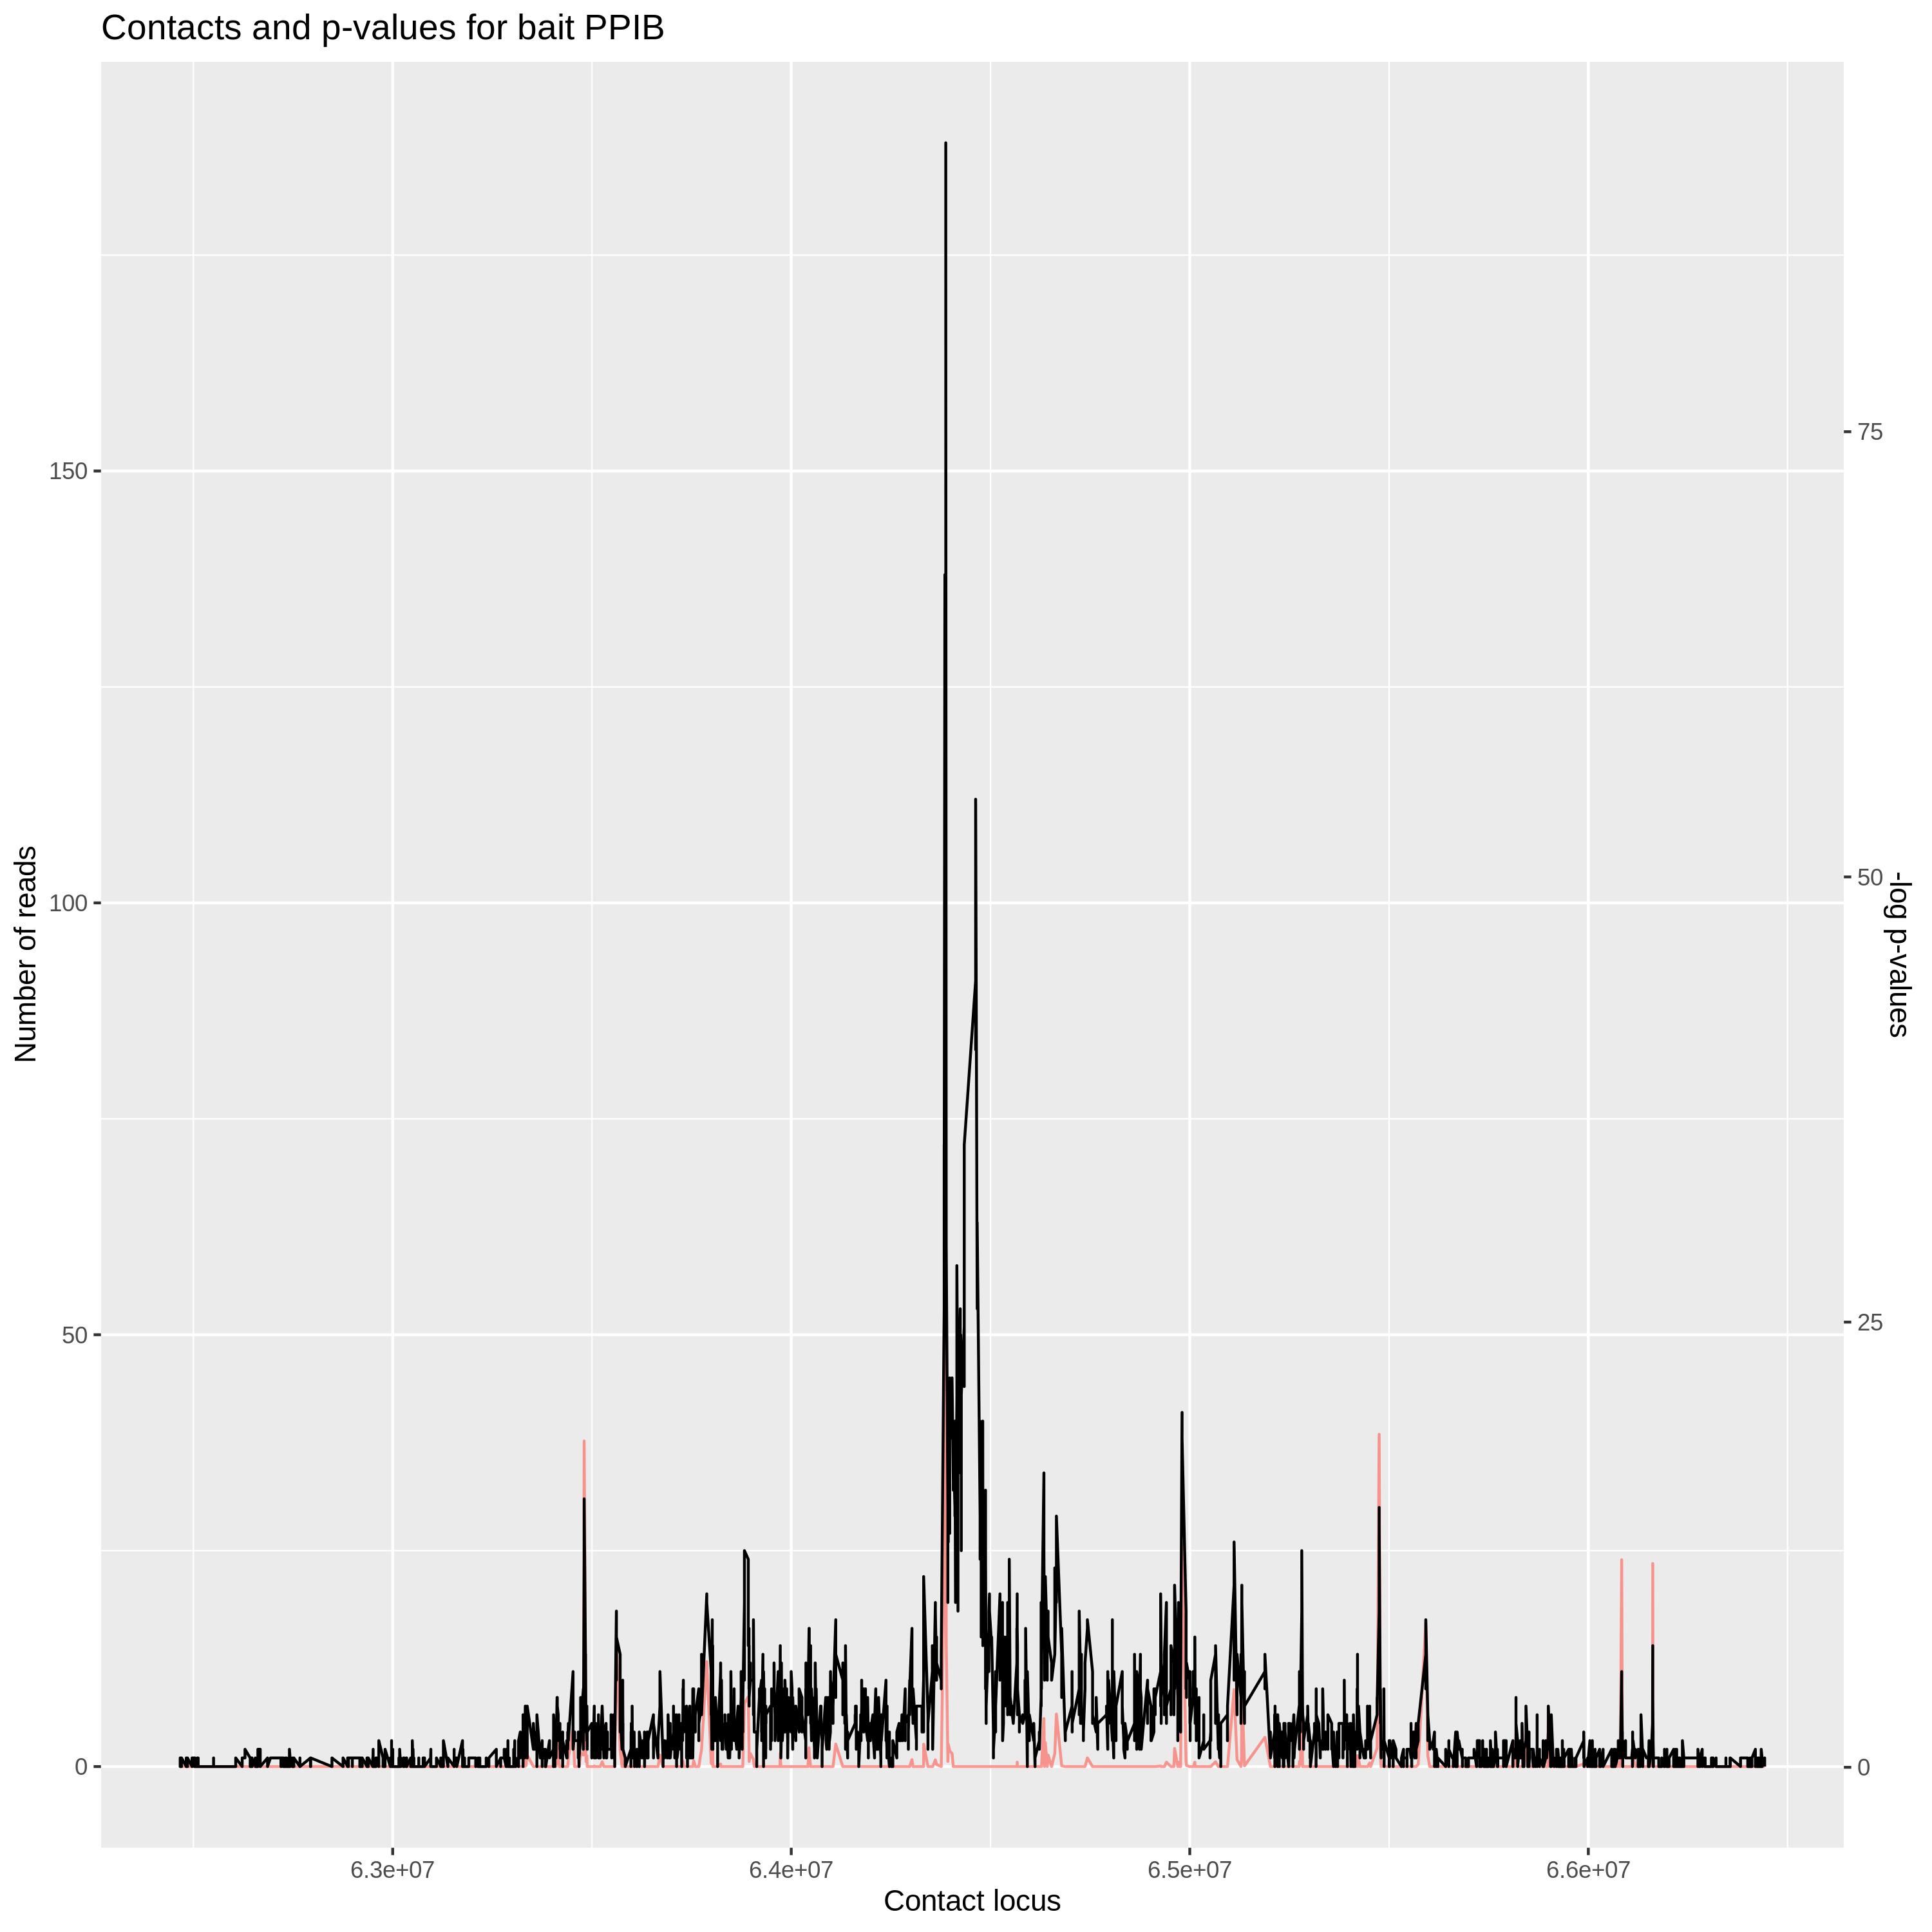 Contacts and p-values for bait PPIB
Number of reads
150
100
50
0
75
50
25
0
-log p-values
6.3e+07
6.4e+07
6.5e+07
6.6e+07
Contact locus